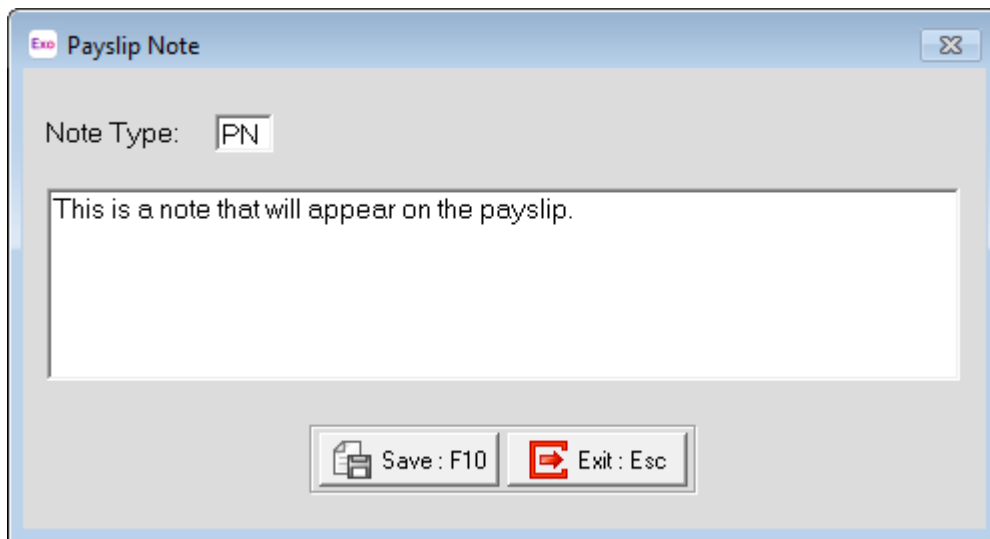 Exo Payslip Note
Note Type: PN
This is a note that will appear on the payslip.
Save : F10 Exit : Esc